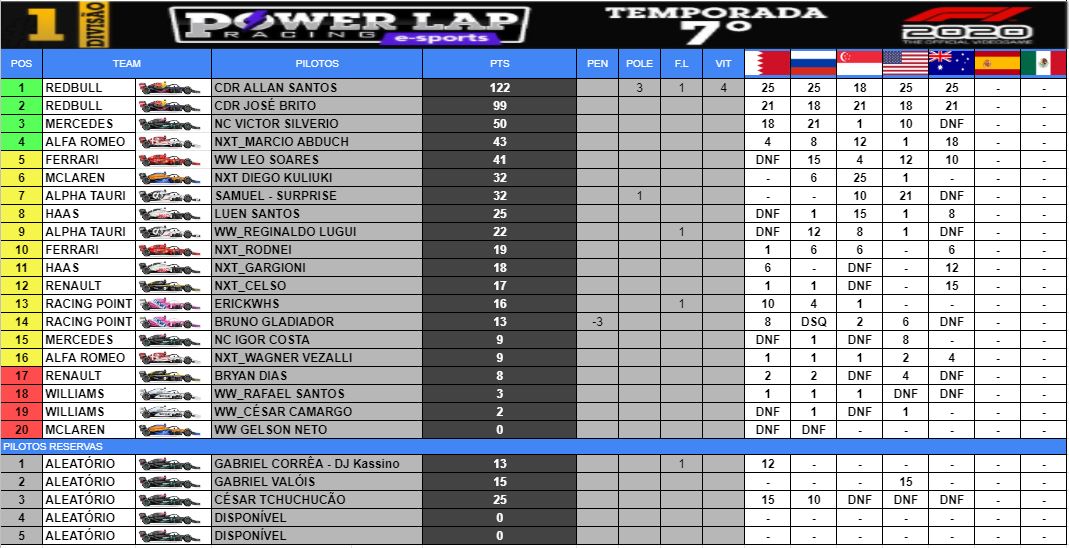 1 DIVISÃO POWER LAP RACING e-sports TEMPORADA 7º F1 2020 THE OFFICIAL VIDEOGAME
POS TEAM PILOTOS PTS PEN POLE F.L VIT
1 REDBULL CDR ALLAN SANTOS 122 3 1 4 25 25 18 25 25 - -
2 REDBULL CDR JOSÉ BRITO 99 21 18 21 18 21 - -
3 MERCEDES NC VICTOR SILVERIO 50 18 21 1 10 DNF - -
4 ALFA ROMEO NXT_MARCIO ABDUCH 43 4 8 12 1 18 - -
5 FERRARI WW LEO SOARES 41 DNF 15 4 12 10 - -
6 MCLAREN NXT DIEGO KULIUKI 32 - 6 25 1 - - -
7 ALPHA TAURI SAMUEL - SURPRISE 32 1 - - 10 21 DNF - -
8 HAAS LUEN SANTOS 25 DNF 1 15 1 8 - -
9 ALPHA TAURI WW_REGINALDO LUGUI 22 1 DNF 12 8 1 DNF - -
10 FERRARI NXT_RODNEI 19 1 6 6 - 6 - -
11 HAAS NXT_GARGIONI 18 6 - DNF - 12 - -
12 RENAULT NXT_CELSO 17 1 1 DNF - 15 - -
13 RACING POINT ERICKWHS 16 1 10 4 1 - - - -
14 RACING POINT BRUNO GLADIADOR 13 -3 8 DSQ 2 6 DNF - -
15 MERCEDES NC IGOR COSTA 9 DNF 1 DNF 8 - - -
16 ALFA ROMEO NXT_WAGNER VEZALLI 9 1 1 1 2 4 - -
17 RENAULT BRYAN DIAS 8 2 2 DNF 4 DNF - -
18 WILLIAMS WW_RAFAEL SANTOS 3 1 1 1 DNF DNF - -
19 WILLIAMS WW_CÉSAR CAMARGO 2 DNF 1 DNF 1 - - -
20 MCLAREN WW GELSON NETO 0 DNF DNF - - - - -
PILOTOS RESERVAS
1 ALEATÓRIO GABRIEL CORRÊA - DJ Kassino 13 1 12 - - - - - -
2 ALEATÓRIO GABRIEL VALÓIS 15 - - - 15 - - -
3 ALEATÓRIO CÉSAR TCHUCHUCÃO 25 15 10 DNF DNF DNF - -
4 ALEATÓRIO DISPONÍVEL 0 - - - - - - -
5 ALEATÓRIO DISPONÍVEL 0 - - - - - - -